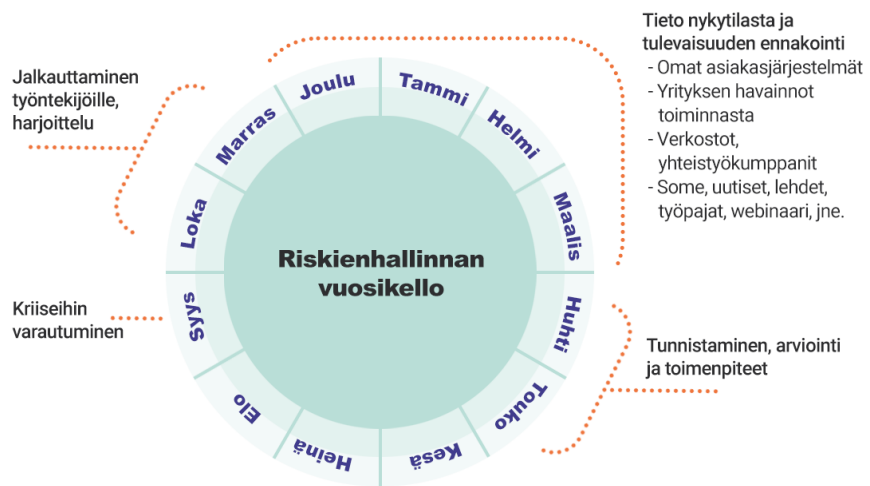 Tieto nykytilasta ja
tulevaisuuden ennakointi
- Omat asiakasjärjestelmät
- Yrityksen havainnot
toiminnasta
- Verkostot,
yhteistyökumppanit
- Some, uutiset, lehdet,
työpajat, webinaari, jne.
Jalkauttaminen
työntekijöille,
harjoittelu
Tammi
Helmi
Maalis
Huhti
Touko
Kesä
Heinä
Elo
Syys
Loka
Marras
Joulu
Riskienhallinnan
vuosikello
Kriiseihin
varautuminen
Tunnistaminen, arviointi
ja toimenpiteet